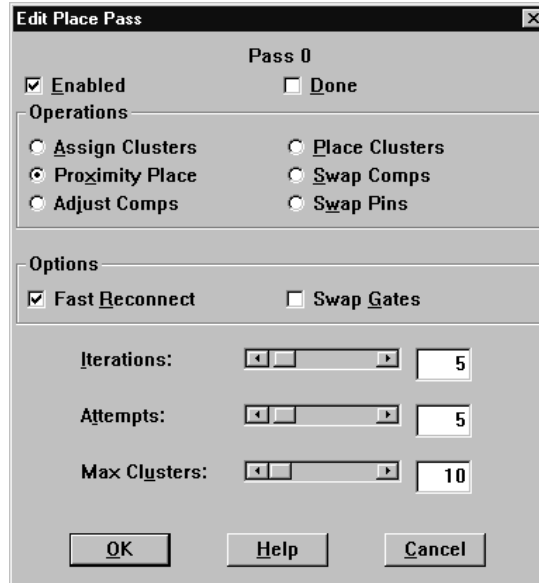 Edit Place Pass
Pass 0
Enabled Done
Operations
Assign Clusters Place Clusters
Proximity Place Swap Comps
Adjust Comps Swap Pins
Options
Fast Reconnect Swap Gates
Iterations: 5
Attempts: 5
Max Clusters: 10
OK Help Cancel